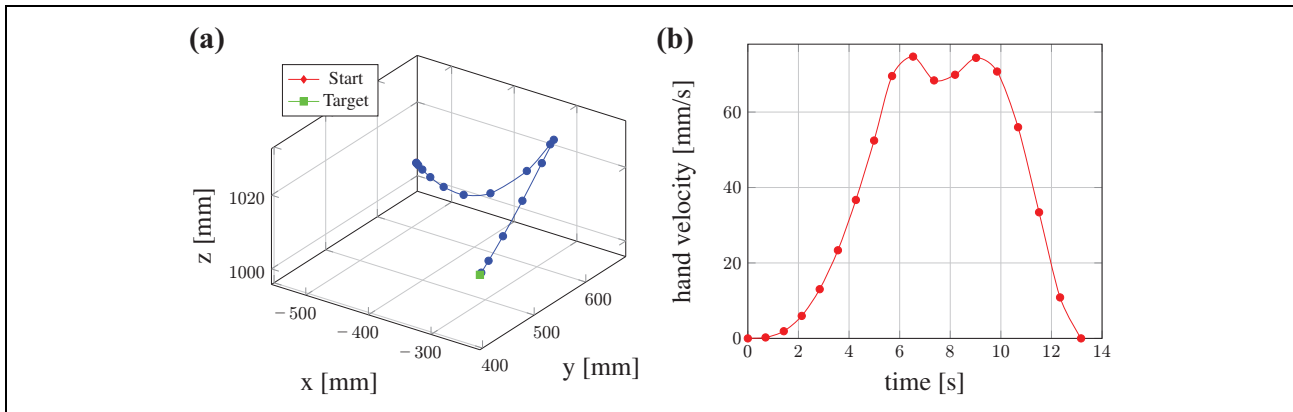 (a)
Start
Target
1020
1000
z [mm]
−500
−400
−300
x [mm]
400
500
600
y [mm]
(b)
60
40
20
0
hand velocity [mm/s]
0 2 4 6 8 10 12 14
time [s]